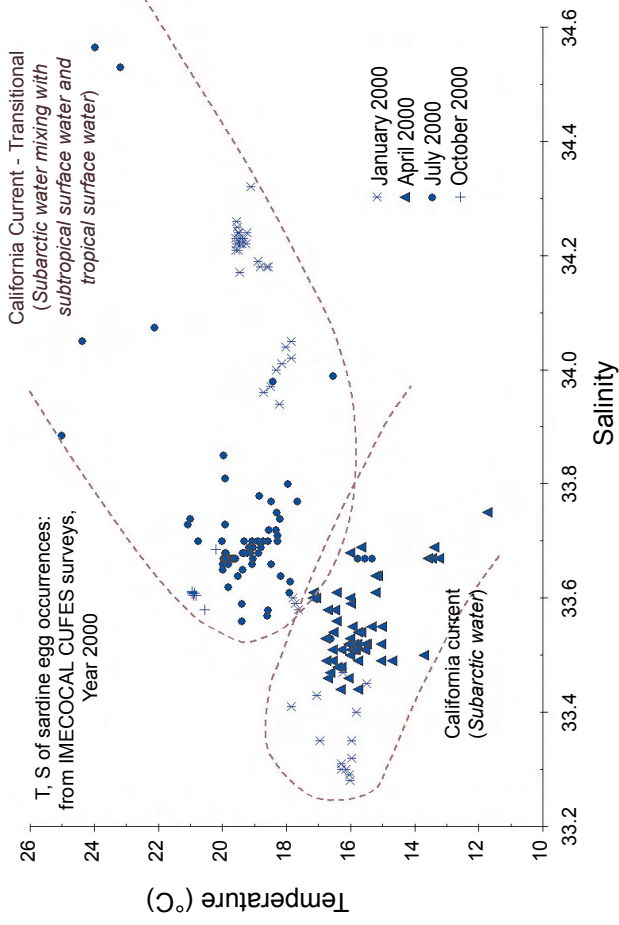 T, S of sardine egg occurrences:
from IMECOCAL CUFES surveys,
Year 2000
California Current - Transitional
(Subarctic water mixing with
subtropical surface water and
tropical surface water)
January 2000
April 2000
July 2000
October 2000
California current
(Subarctic water)
Temperature (°C)
26
24
22
20
18
16
14
12
10
33.2
33.4
33.6
33.8
34.0
34.2
34.4
34.6
Salinity